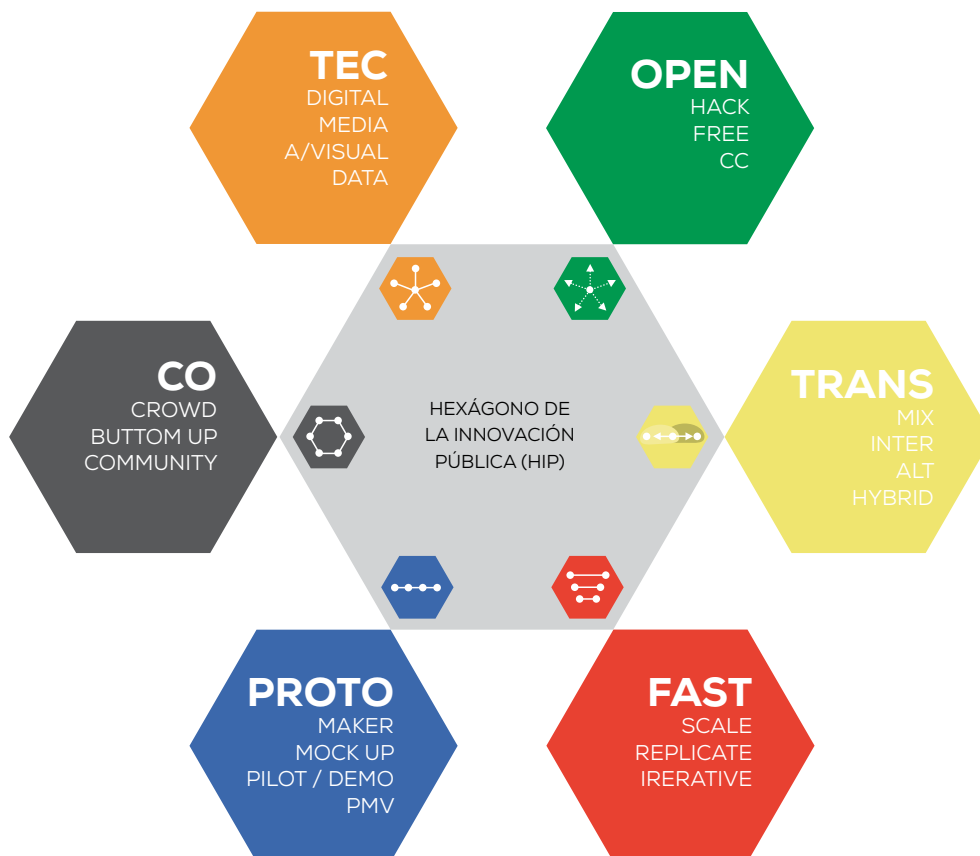 TEC
DIGITAL
MEDIA
A/VISUAL
DATA
OPEN
HACK
FREE
CC
CO
CROWD
BUTTOM UP
COMMUNITY
HEXÁGONO DE
LA INNOVACIÓN
PÚBLICA (HIP)
TRANS
MIX
INTER
ALT
HYBRID
PROTO
MAKER
MOCK UP
PILOT / DEMO
PMV
FAST
SCALE
REPLICATE
IRERATIVE